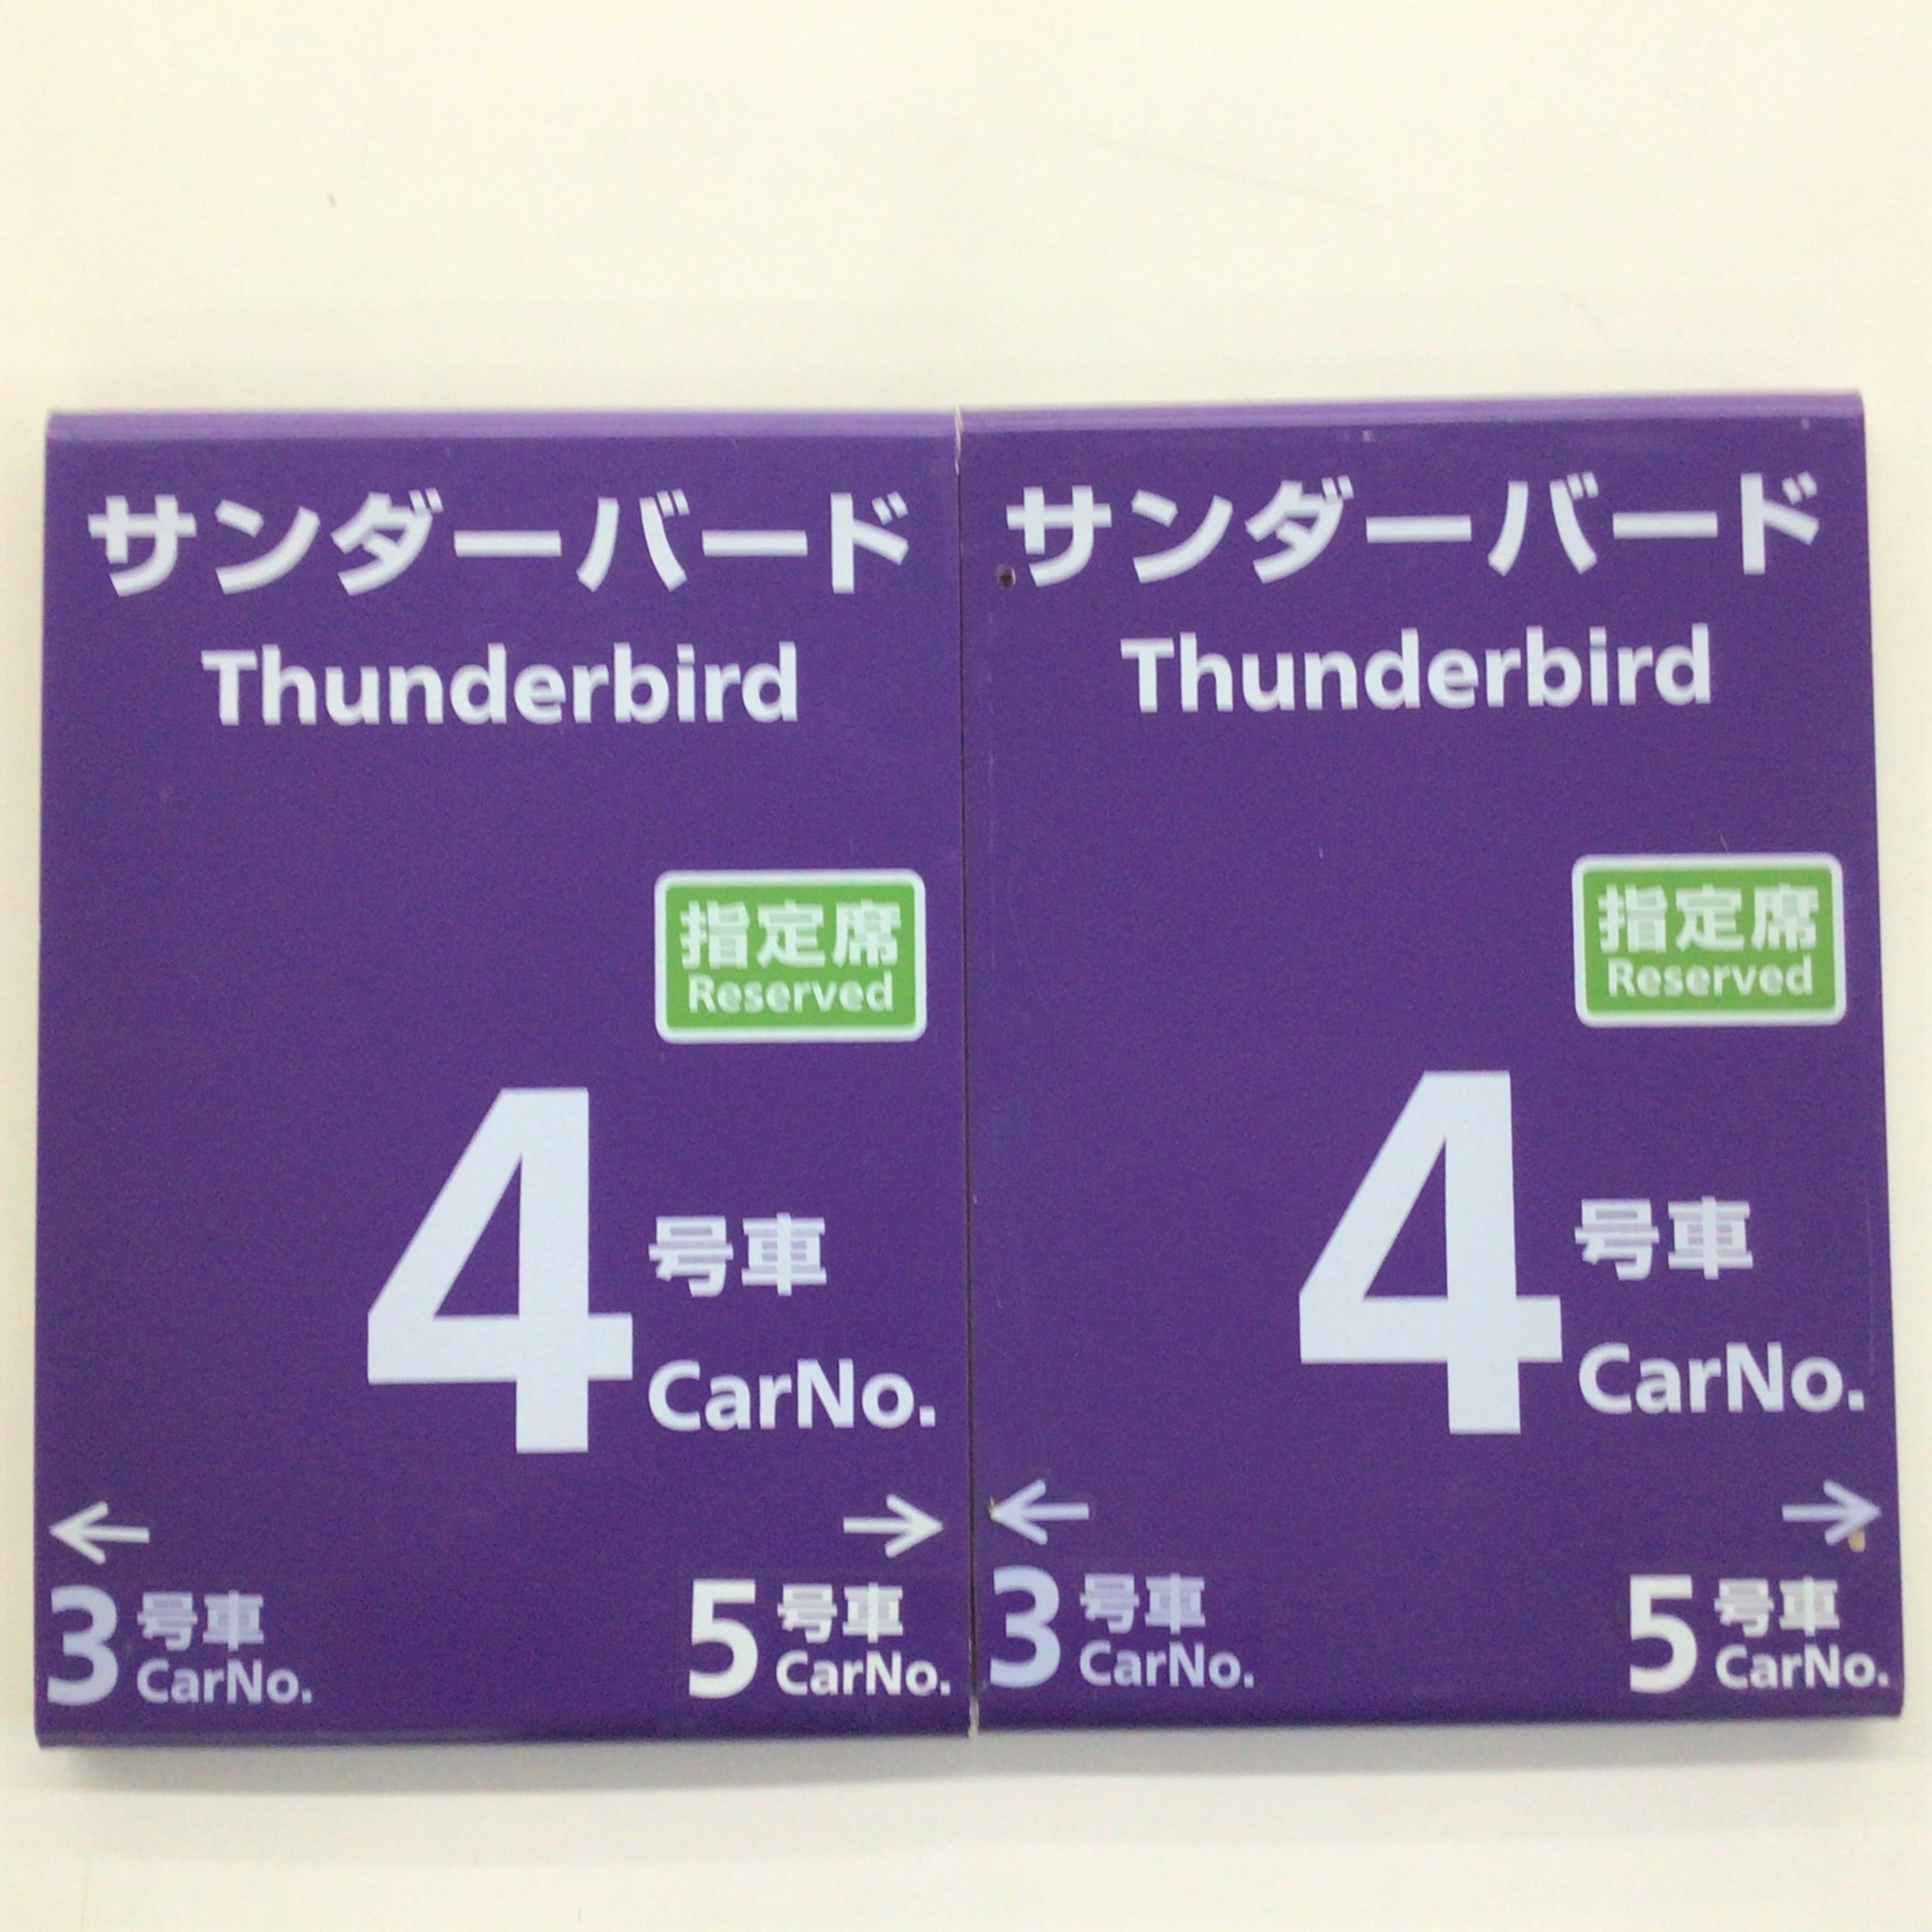 サンダーバード
Thunderbird
指定席
Reserved
4 号車
CarNo.
← →
3 号車 CarNo. 5 号車 CarNo.
サンダーバード
Thunderbird
指定席
Reserved
4 号車
CarNo.
← →
3 号車 CarNo. 5 号車 CarNo.